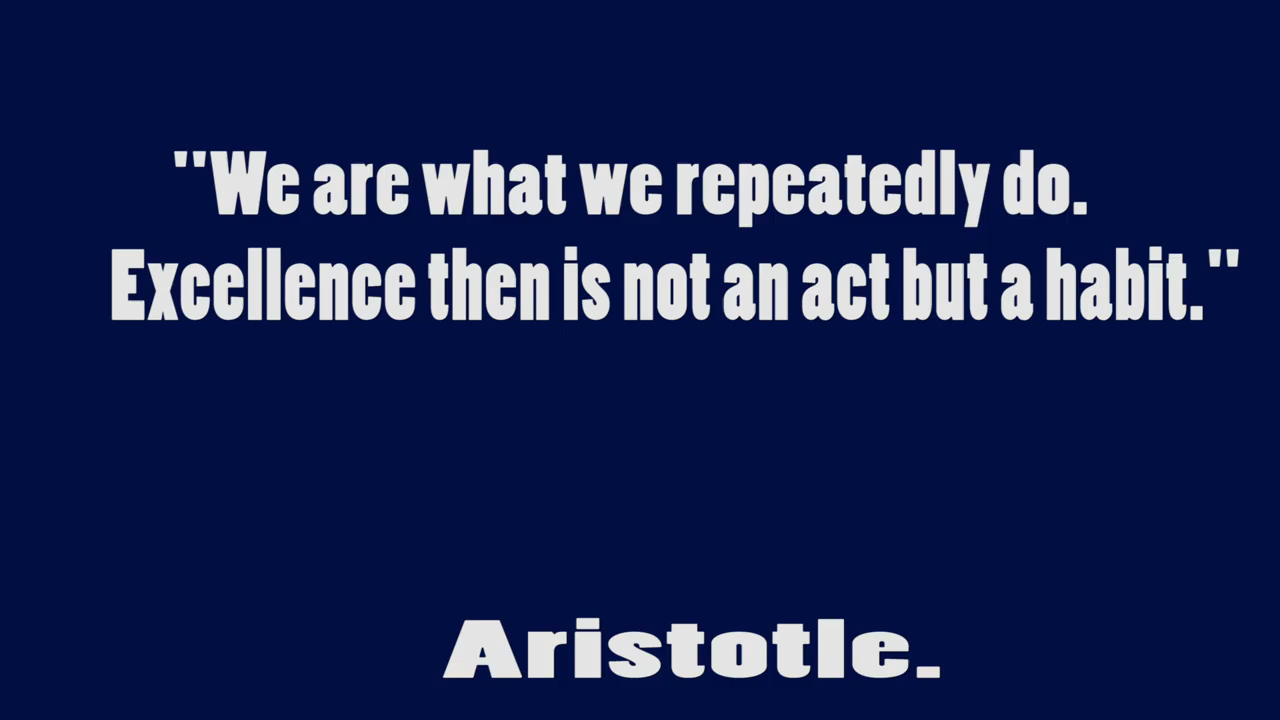 "We are what we repeatedly do.
Excellence then is not an act but a habit."
Aristotle.